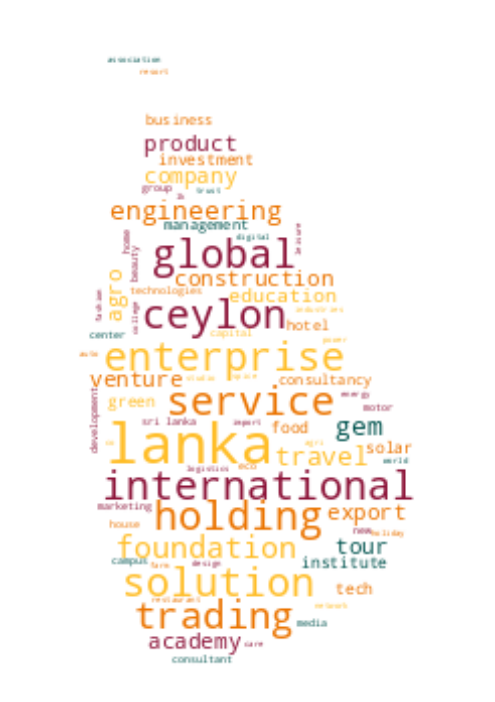 association
resort
business
product
investment
company
group trust
lk
engineering
management
digital
home
beauty
leisure
global
construction
agro
technologies education
fashion
college
industries
ceylon hotel
center capital
power
auto enterprise
venture studio space consultancy
development
green service energy
motor
sri lanka import food gem
lanka agri solar
travel
world
logistics eco
international
marketing holding export
house new holiday
foundation tour
campus farm design institute
solution tech
restaurant
network
trading media
academy care
consultant